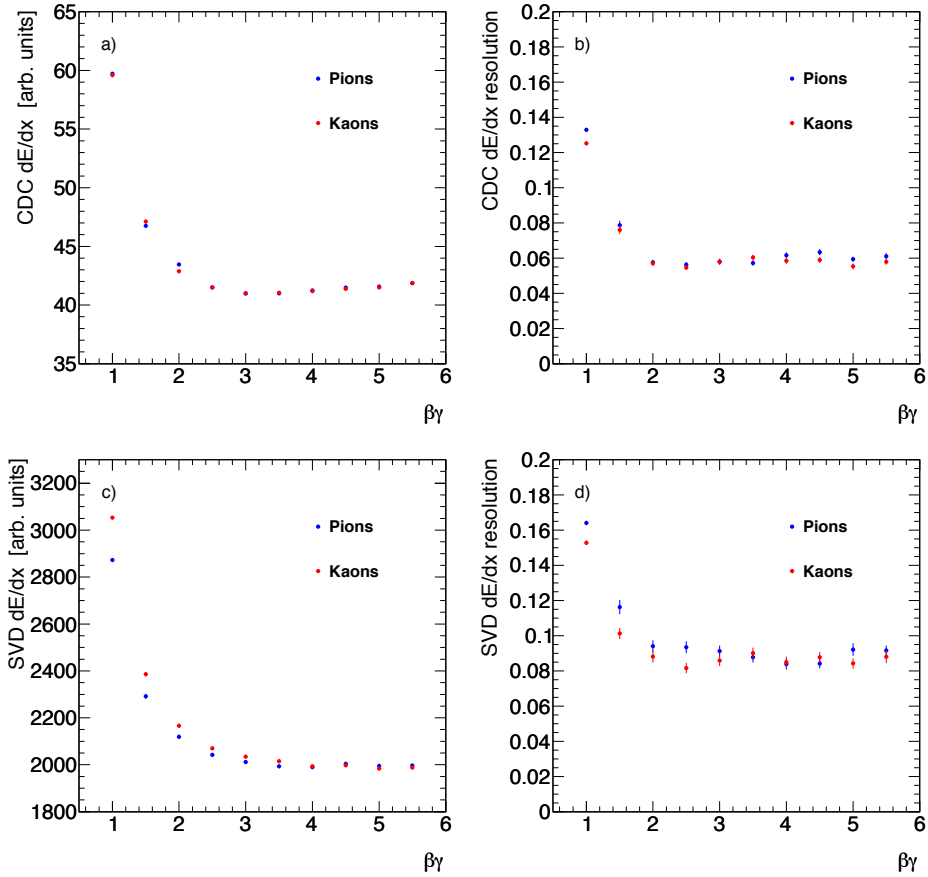 a)
CDC dE/dx [arb. units]
65
60
55
50
45
40
35
Pions
Kaons
1 2 3 4 5 6
βγ
b)
CDC dE/dx resolution
0.2
0.18
0.16
0.14
0.12
0.1
0.08
0.06
0.04
0.02
0
Pions
Kaons
1 2 3 4 5 6
βγ
c)
SVD dE/dx [arb. units]
3200
3000
2800
2600
2400
2200
2000
1800
Pions
Kaons
1 2 3 4 5 6
βγ
d)
SVD dE/dx resolution
0.2
0.18
0.16
0.14
0.12
0.1
0.08
0.06
0.04
0.02
0
Pions
Kaons
1 2 3 4 5 6
βγ